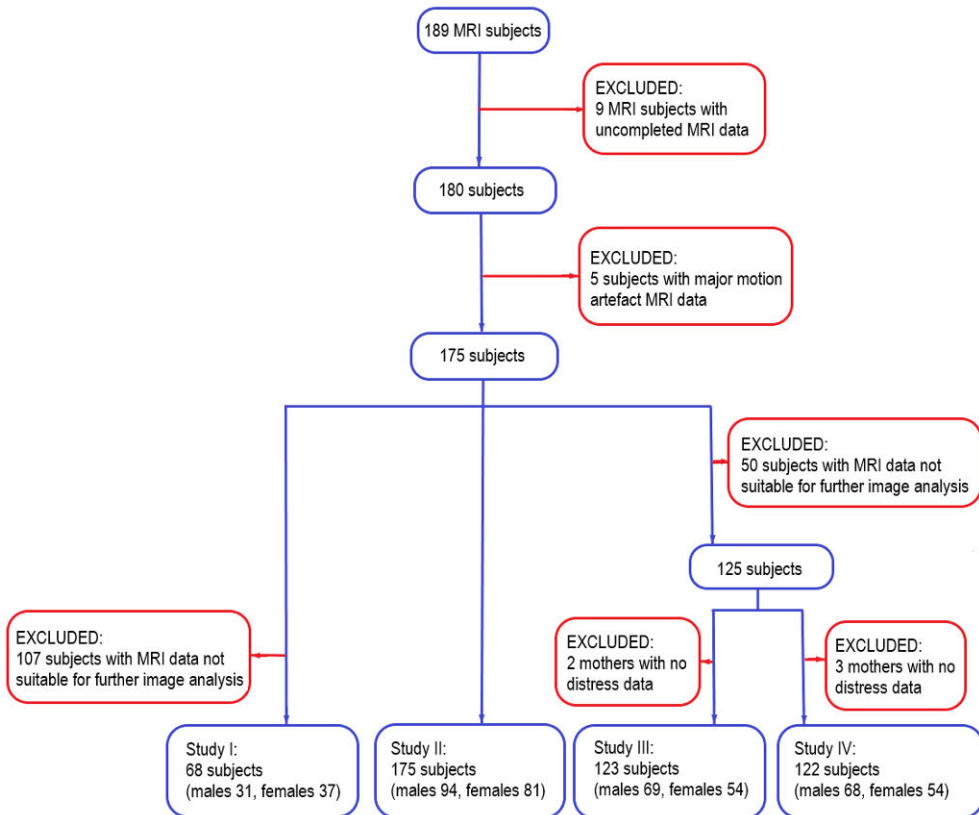 189 MRI subjects
EXCLUDED:
9 MRI subjects with
uncompleted MRI data
180 subjects
EXCLUDED:
5 subjects with major motion
artefact MRI data
175 subjects
EXCLUDED:
50 subjects with MRI data not
suitable for further image analysis
125 subjects
EXCLUDED:
107 subjects with MRI data not
suitable for further image analysis
EXCLUDED:
2 mothers with no
distress data
EXCLUDED:
3 mothers with no
distress data
Study I:
68 subjects
(males 31, females 37)
Study II:
175 subjects
(males 94, females 81)
Study III:
123 subjects
(males 69, females 54)
Study IV:
122 subjects
(males 68, females 54)